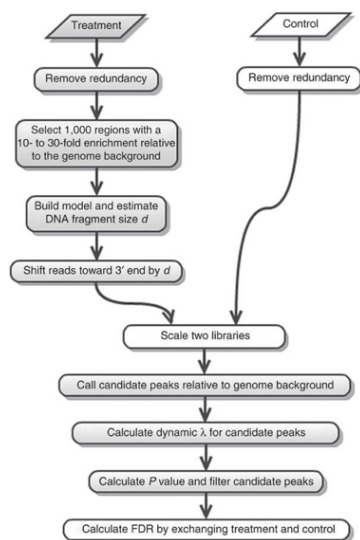 Treatment
Control
Remove redundancy
Remove redundancy
Select 1,000 regions with a
10- to 30-fold enrichment relative
to the genome background
Build model and estimate
DNA fragment size d
Shift reads toward 3′ end by d
Scale two libraries
Call candidate peaks relative to genome background
Calculate dynamic λ for candidate peaks
Calculate P value and filter candidate peaks
Calculate FDR by exchanging treatment and control